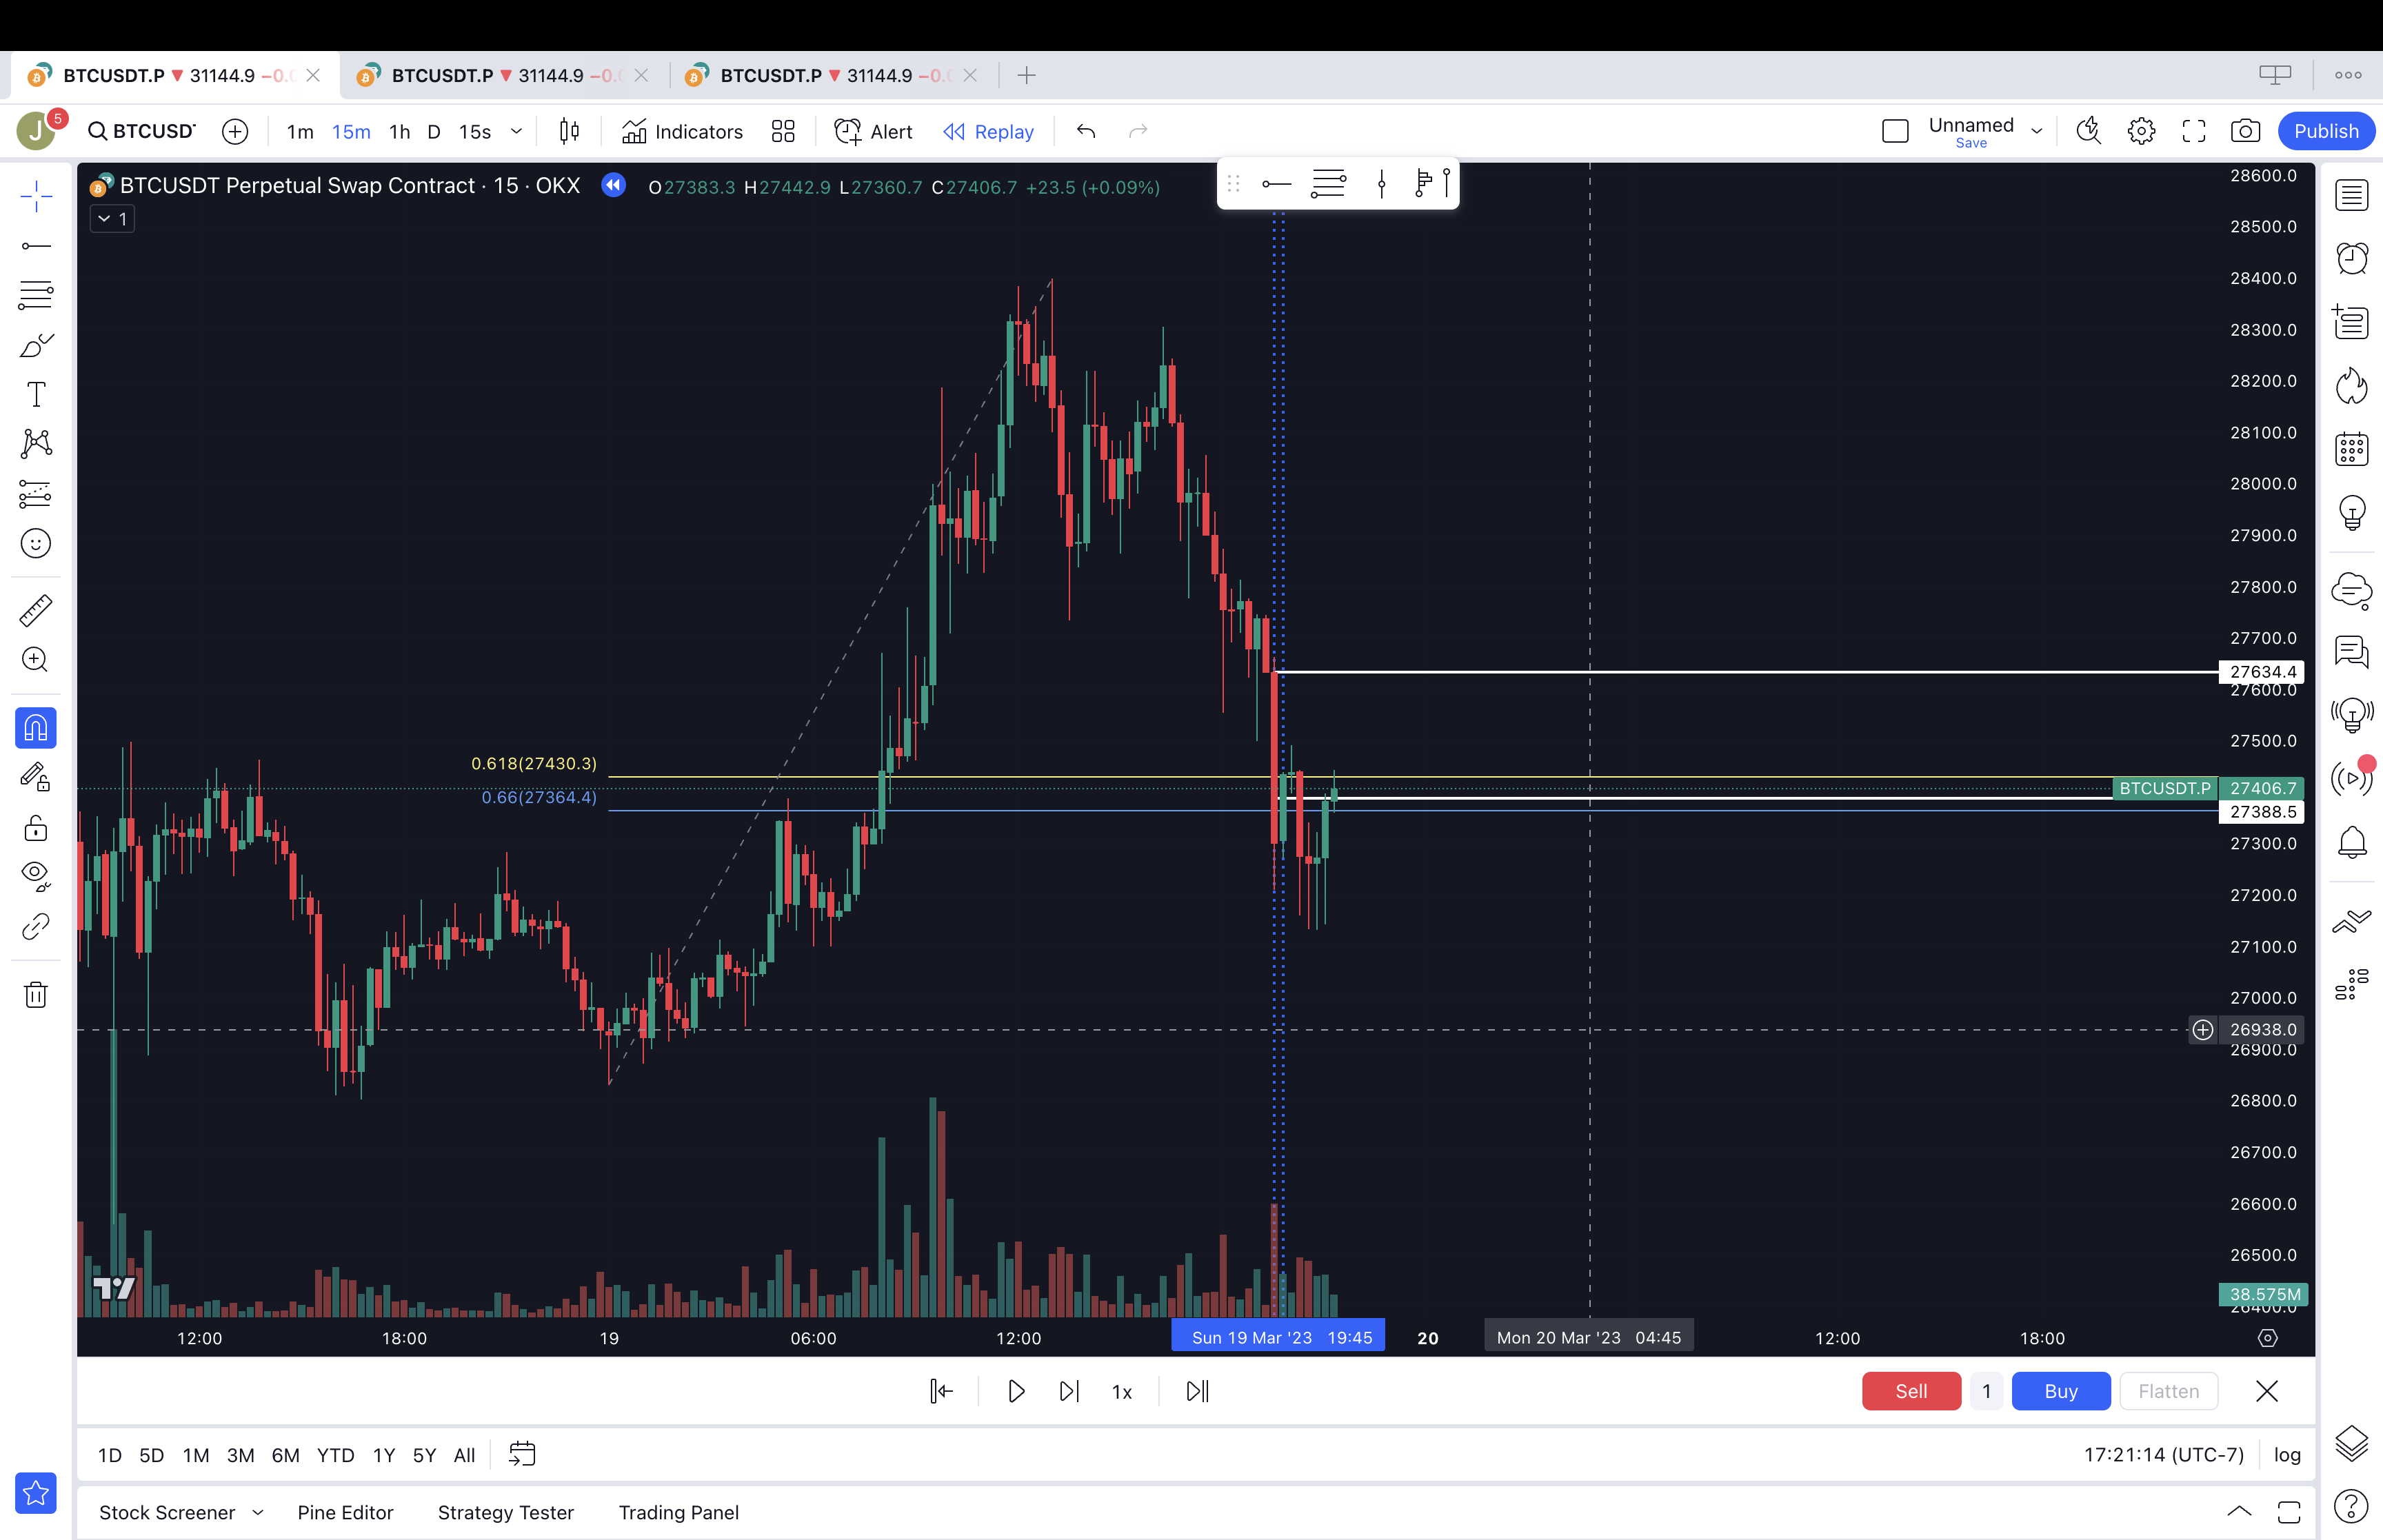 BTCUSDT.P ▼ 31144.9 −0.0
BTCUSDT.P ▼ 31144.9 −0.0
BTCUSDT.P ▼ 31144.9 −0.0
J 5
BTCUSD
1m 15m 1h D 15s
Indicators
Alert
Replay
Unnamed
Save
Publish
BTCUSDT Perpetual Swap Contract · 15 · OKX
O27383.3 H27442.9 L27360.7 C27406.7 +23.5 (+0.09%)
1
28600.0
28500.0
28400.0
28300.0
28200.0
28100.0
28000.0
27900.0
27800.0
27700.0
27634.4
27600.0
27500.0
0.618(27430.3)
BTCUSDT.P 27406.7
0.66(27364.4)
27388.5
27300.0
27200.0
27100.0
27000.0
26938.0
26900.0
26800.0
26700.0
26600.0
26500.0
38.575M
26400.0
12:00 18:00 19 06:00 12:00 Sun 19 Mar '23 19:45 20 Mon 20 Mar '23 04:45 12:00 18:00
1x
Sell 1 Buy Flatten
1D 5D 1M 3M 6M YTD 1Y 5Y All
17:21:14 (UTC-7) log
Stock Screener Pine Editor Strategy Tester Trading Panel